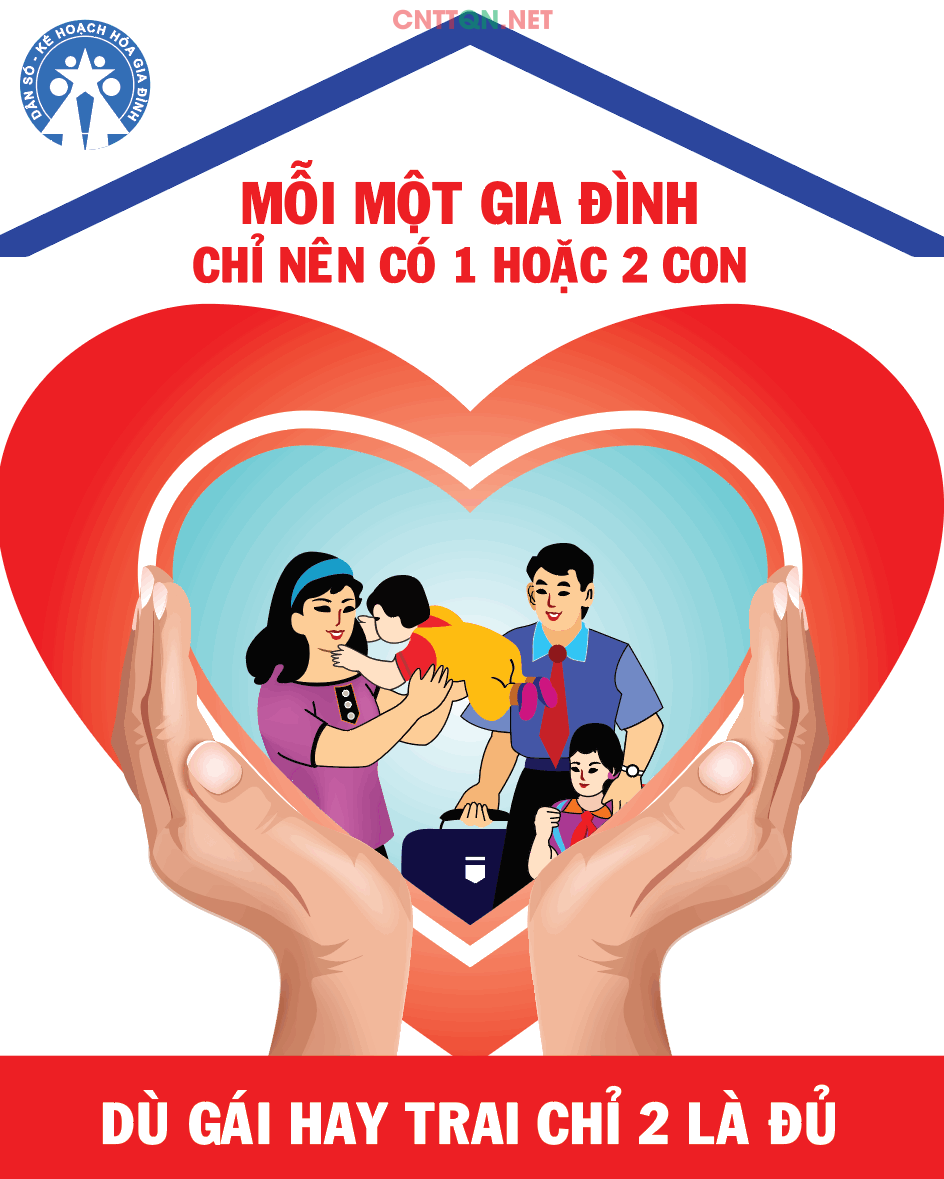 CNTTQN.NET
DÂN SỐ - KẾ HOẠCH HÓA GIA ĐÌNH
MỖI MỘT GIA ĐÌNH
CHỈ NÊN CÓ 1 HOẶC 2 CON
DÙ GÁI HAY TRAI CHỈ 2 LÀ ĐỦ